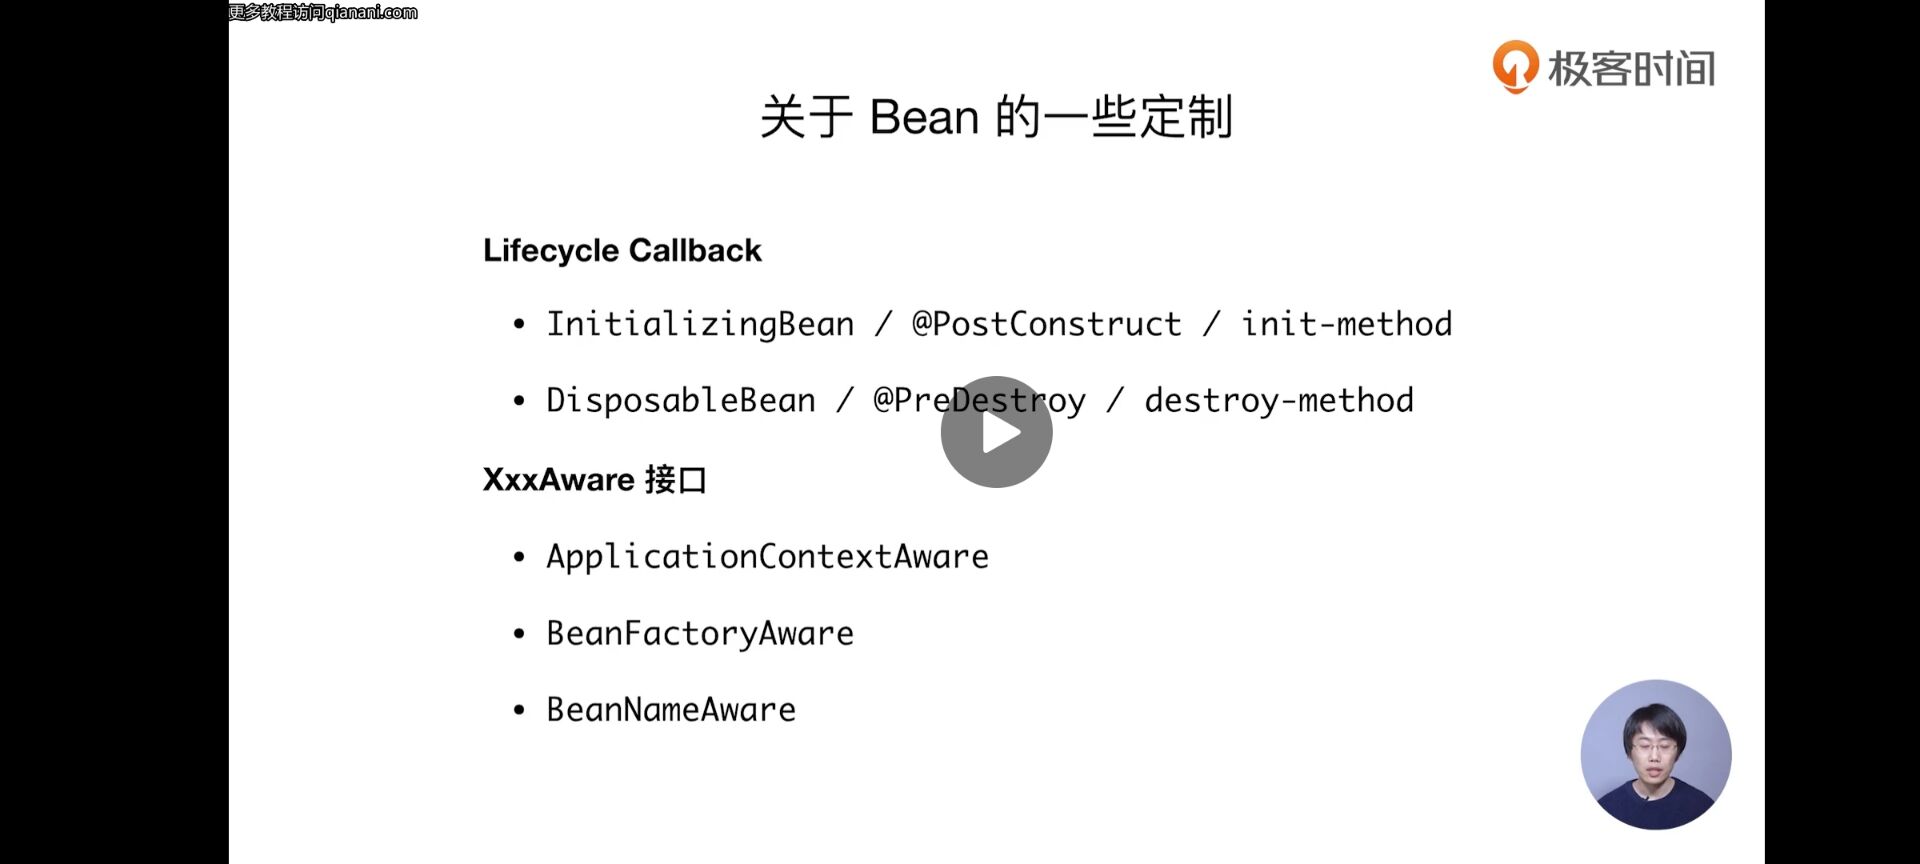 更多教程访问qianani.com
极客时间
关于 Bean 的一些定制
Lifecycle Callback
• InitializingBean / @PostConstruct / init-method
• DisposableBean / @PreDestroy / destroy-method
XxxAware 接口
• ApplicationContextAware
• BeanFactoryAware
• BeanNameAware